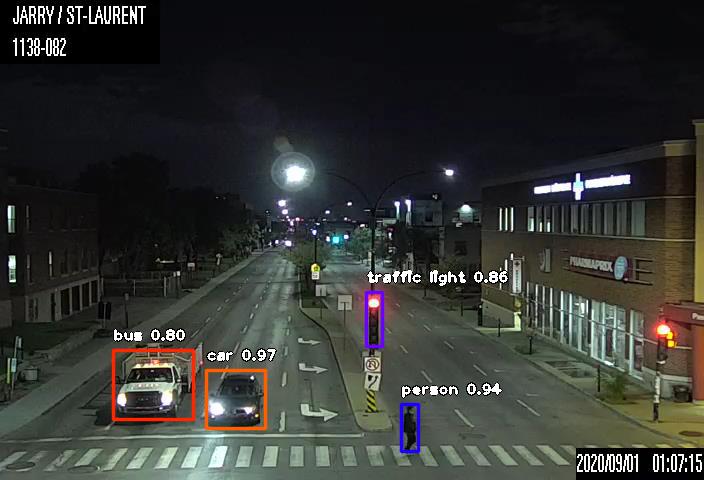 JARRY / ST-LAURENT
1138-082
traffic light 0.86
PHARMAPRIX
bus 0.80
car 0.97
person 0.94
2020/09/01 01:07:15